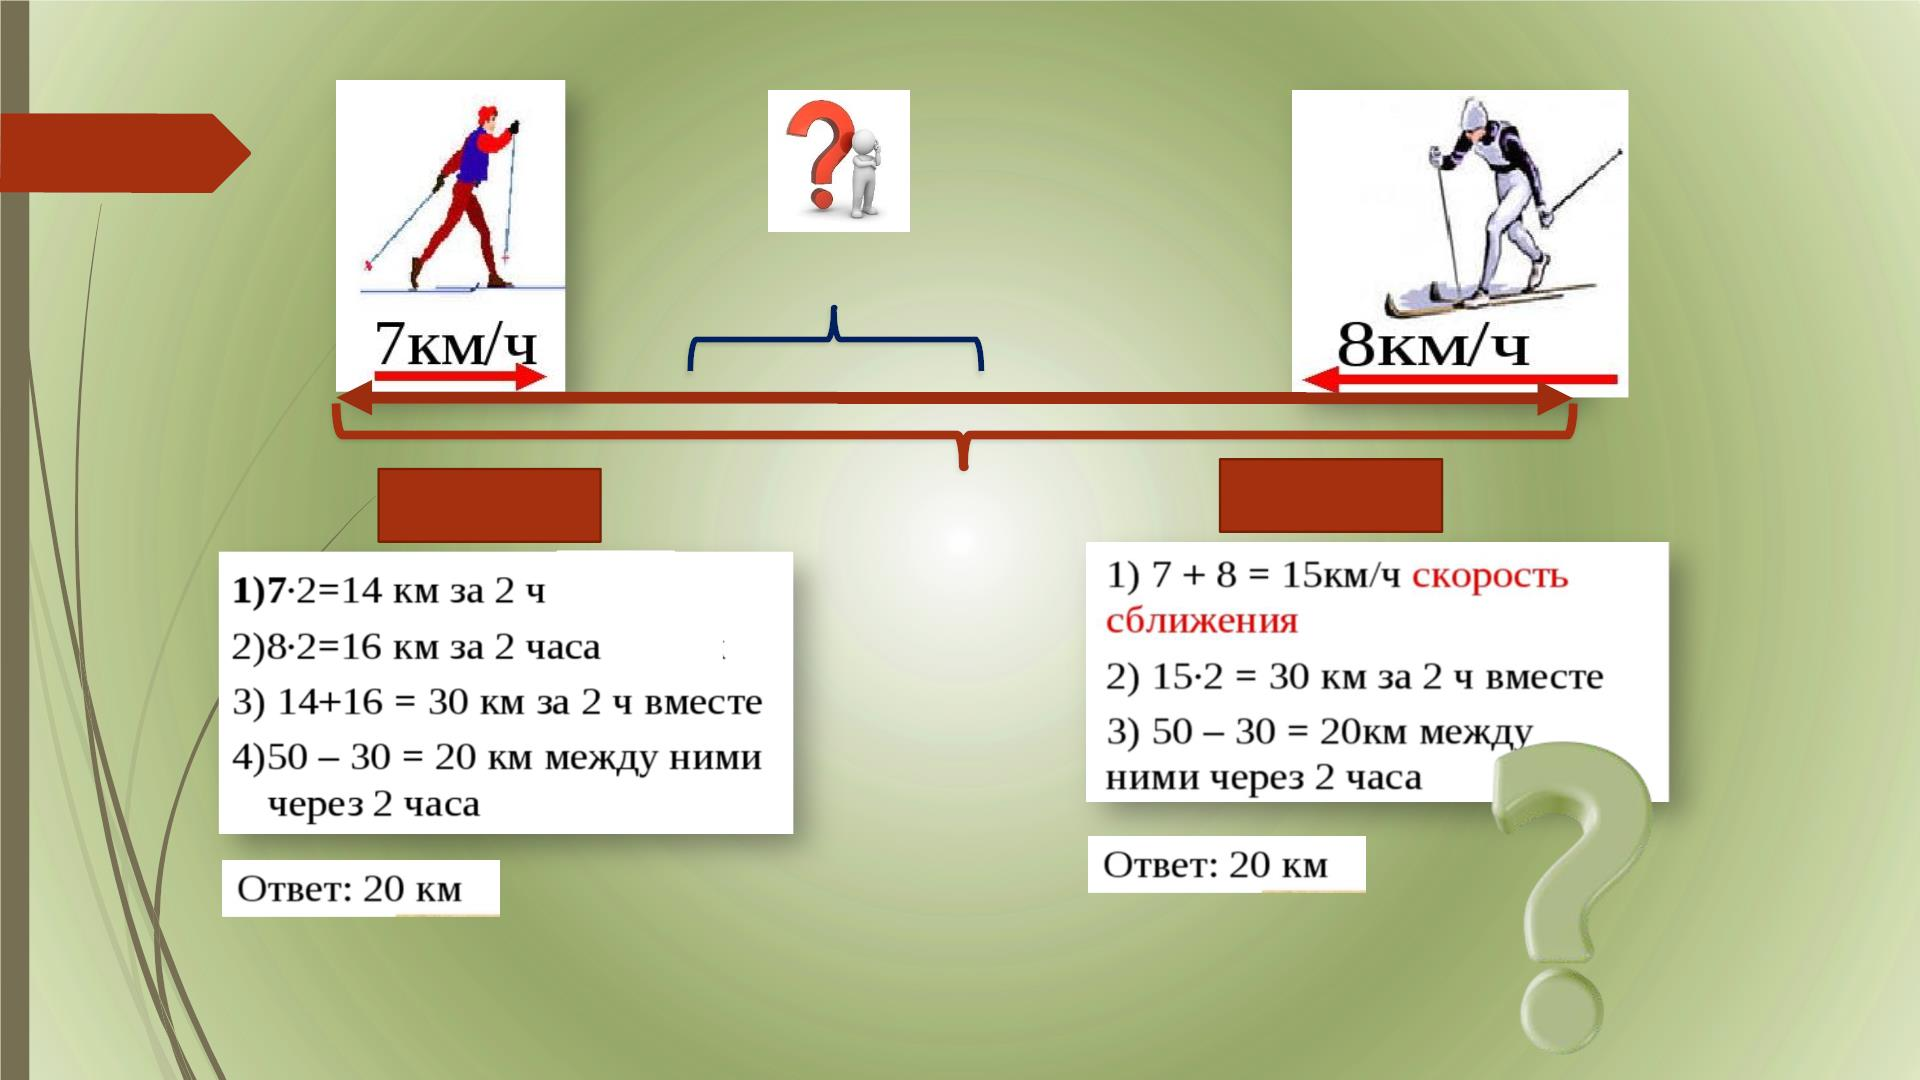 7км/ч
8км/ч
1)7·2=14 км за 2 ч
2)8·2=16 км за 2 часа
3) 14+16 = 30 км за 2 ч вместе
4)50 – 30 = 20 км между ними
через 2 часа
Ответ: 20 км
1) 7 + 8 = 15км/ч скорость
сближения
2) 15·2 = 30 км за 2 ч вместе
3) 50 – 30 = 20км между
ними через 2 часа
Ответ: 20 км